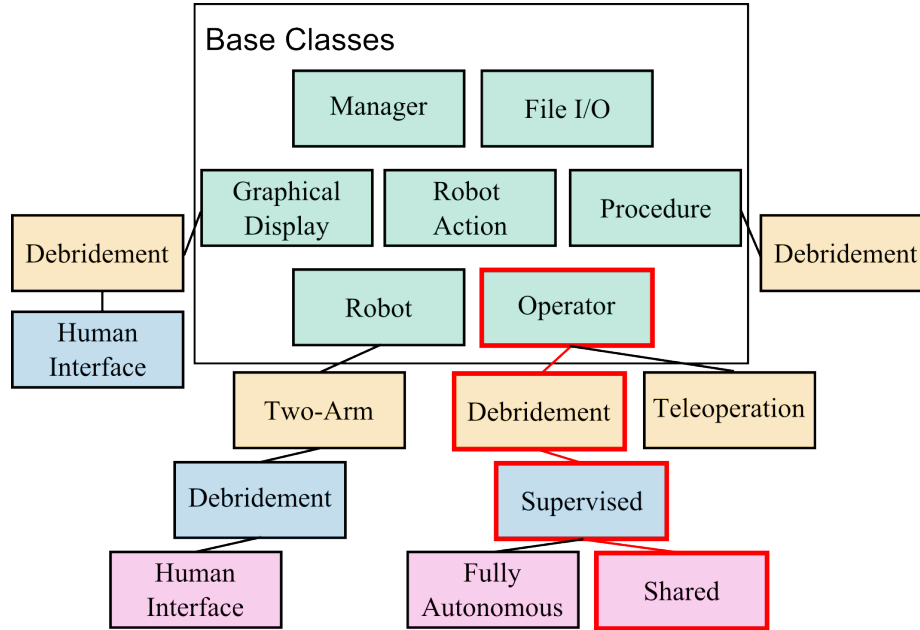 Base Classes
Manager
File I/O
Graphical
Display
Robot
Action
Procedure
Debridement
Debridement
Human
Interface
Robot
Operator
Two-Arm
Debridement
Teleoperation
Debridement
Supervised
Human
Interface
Fully
Autonomous
Shared